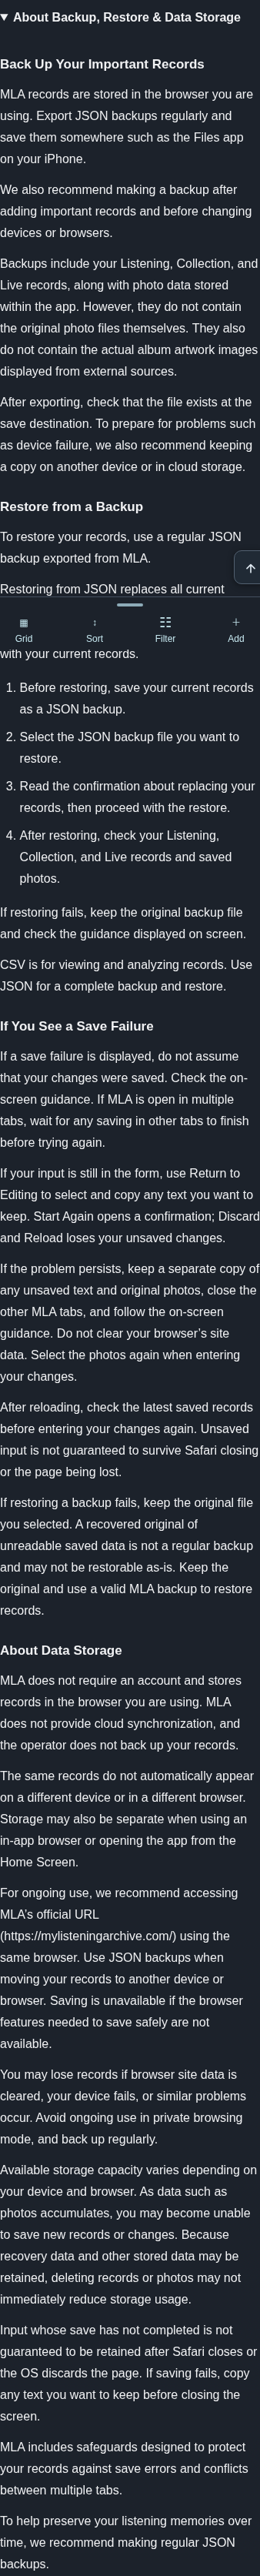 ▼ About Backup, Restore & Data Storage
Back Up Your Important Records
MLA records are stored in the browser you are
using. Export JSON backups regularly and
save them somewhere such as the Files app
on your iPhone.
We also recommend making a backup after
adding important records and before changing
devices or browsers.
Backups include your Listening, Collection, and
Live records, along with photo data stored
within the app. However, they do not contain
the original photo files themselves. They also
do not contain the actual album artwork images
displayed from external sources.
After exporting, check that the file exists at the
save destination. To prepare for problems such
as device failure, we also recommend keeping
a copy on another device or in cloud storage.
Restore from a Backup
To restore your records, use a regular JSON
backup exported from MLA.
Restoring from JSON replaces all current
Grid
Sort
Filter
Add
with your current records.
1. Before restoring, save your current records
as a JSON backup.
2. Select the JSON backup file you want to
restore.
3. Read the confirmation about replacing your
records, then proceed with the restore.
4. After restoring, check your Listening,
Collection, and Live records and saved
photos.
If restoring fails, keep the original backup file
and check the guidance displayed on screen.
CSV is for viewing and analyzing records. Use
JSON for a complete backup and restore.
If You See a Save Failure
If a save failure is displayed, do not assume
that your changes were saved. Check the on-
screen guidance. If MLA is open in multiple
tabs, wait for any saving in other tabs to finish
before trying again.
If your input is still in the form, use Return to
Editing to select and copy any text you want to
keep. Start Again opens a confirmation; Discard
and Reload loses your unsaved changes.
If the problem persists, keep a separate copy of
any unsaved text and original photos, close the
other MLA tabs, and follow the on-screen
guidance. Do not clear your browser's site
data. Select the photos again when entering
your changes.
After reloading, check the latest saved records
before entering your changes again. Unsaved
input is not guaranteed to survive Safari closing
or the page being lost.
If restoring a backup fails, keep the original file
you selected. A recovered original of
unreadable saved data is not a regular backup
and may not be restorable as-is. Keep the
original and use a valid MLA backup to restore
records.
About Data Storage
MLA does not require an account and stores
records in the browser you are using. MLA
does not provide cloud synchronization, and
the operator does not back up your records.
The same records do not automatically appear
on a different device or in a different browser.
Storage may also be separate when using an
in-app browser or opening the app from the
Home Screen.
For ongoing use, we recommend accessing
MLA's official URL
(https://mylisteningarchive.com/) using the
same browser. Use JSON backups when
moving your records to another device or
browser. Saving is unavailable if the browser
features needed to save safely are not
available.
You may lose records if browser site data is
cleared, your device fails, or similar problems
occur. Avoid ongoing use in private browsing
mode, and back up regularly.
Available storage capacity varies depending on
your device and browser. As data such as
photos accumulates, you may become unable
to save new records or changes. Because
recovery data and other stored data may be
retained, deleting records or photos may not
immediately reduce storage usage.
Input whose save has not completed is not
guaranteed to be retained after Safari closes or
the OS discards the page. If saving fails, copy
any text you want to keep before closing the
screen.
MLA includes safeguards designed to protect
your records against save errors and conflicts
between multiple tabs.
To help preserve your listening memories over
time, we recommend making regular JSON
backups.